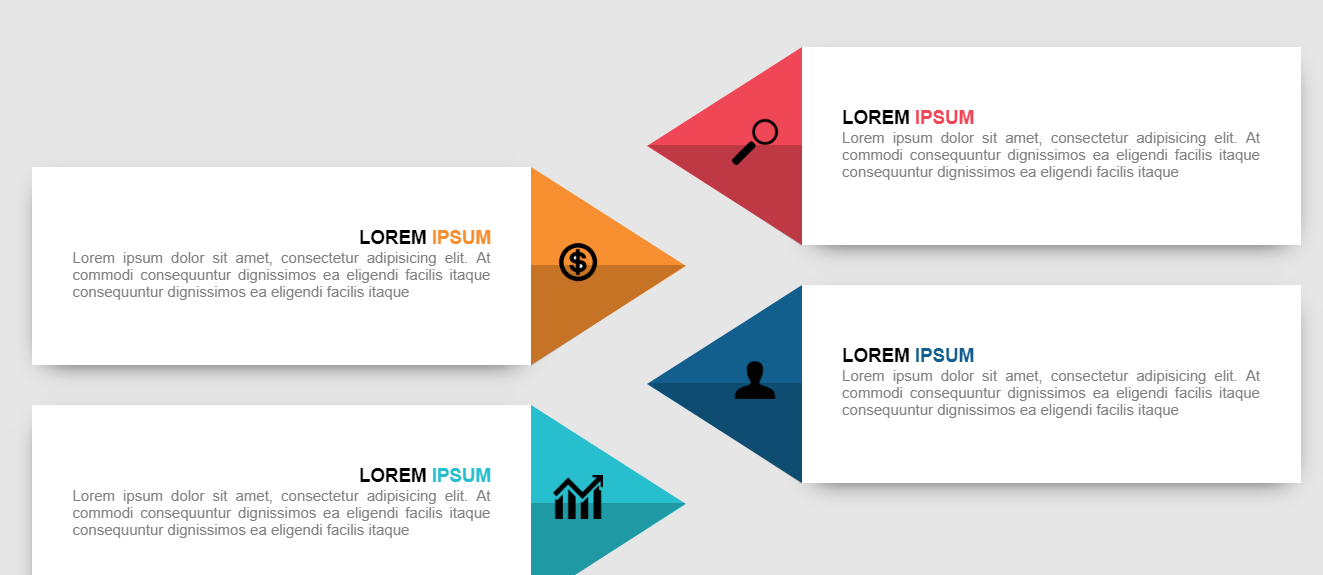 LOREM IPSUM
Lorem ipsum dolor sit amet, consectetur adipisicing elit. At
commodi consequuntur dignissimos ea eligendi facilis itaque
consequuntur dignissimos ea eligendi facilis itaque
LOREM IPSUM
Lorem ipsum dolor sit amet, consectetur adipisicing elit. At
commodi consequuntur dignissimos ea eligendi facilis itaque
consequuntur dignissimos ea eligendi facilis itaque
$
LOREM IPSUM
Lorem ipsum dolor sit amet, consectetur adipisicing elit. At
commodi consequuntur dignissimos ea eligendi facilis itaque
consequuntur dignissimos ea eligendi facilis itaque
LOREM IPSUM
Lorem ipsum dolor sit amet, consectetur adipisicing elit. At
commodi consequuntur dignissimos ea eligendi facilis itaque
consequuntur dignissimos ea eligendi facilis itaque